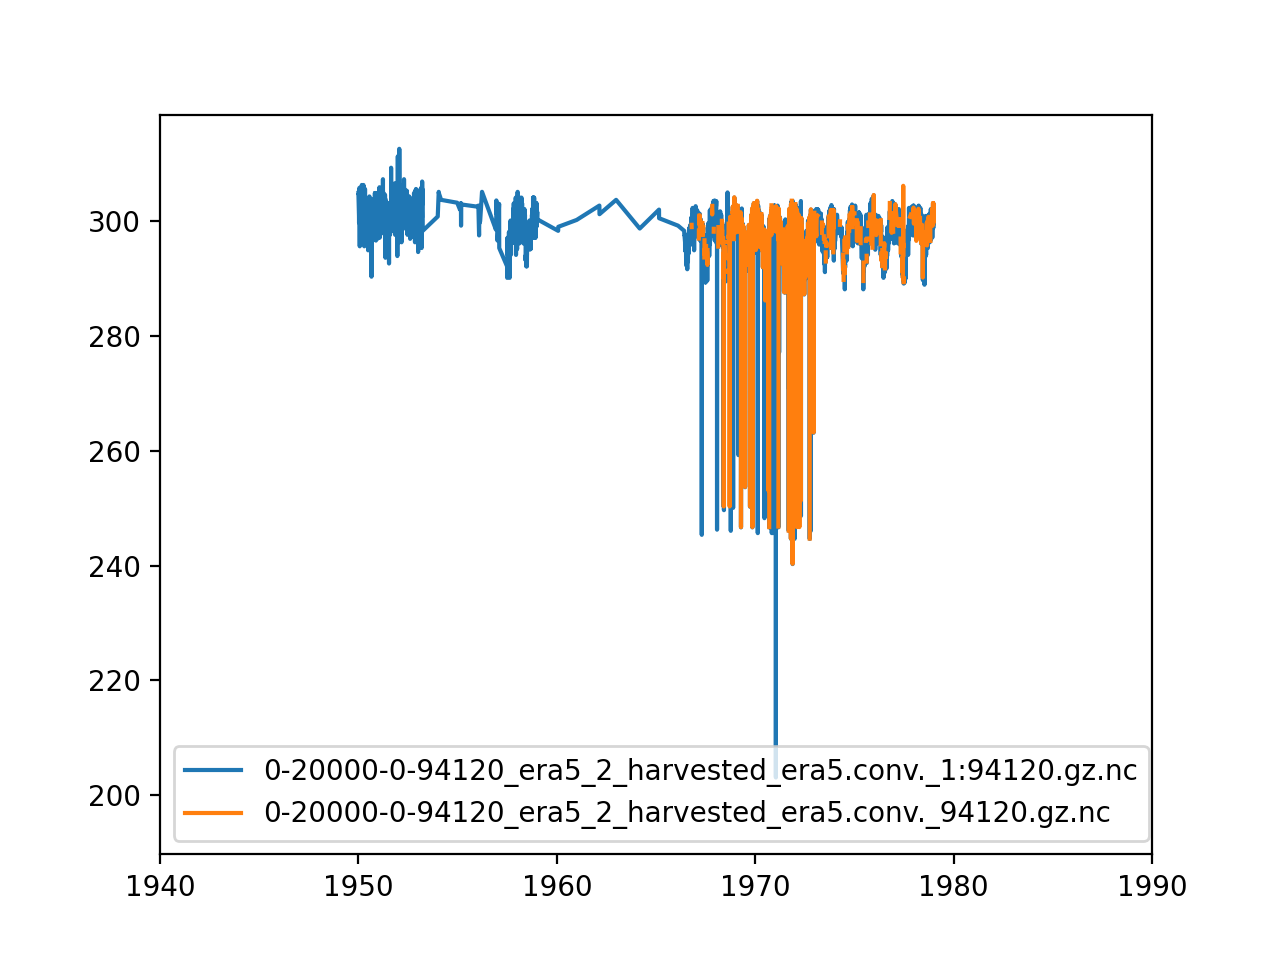 300
280
260
240
220
200
0-20000-0-94120_era5_2_harvested_era5.conv._1:94120.gz.nc
0-20000-0-94120_era5_2_harvested_era5.conv._94120.gz.nc
1940 1950 1960 1970 1980 1990